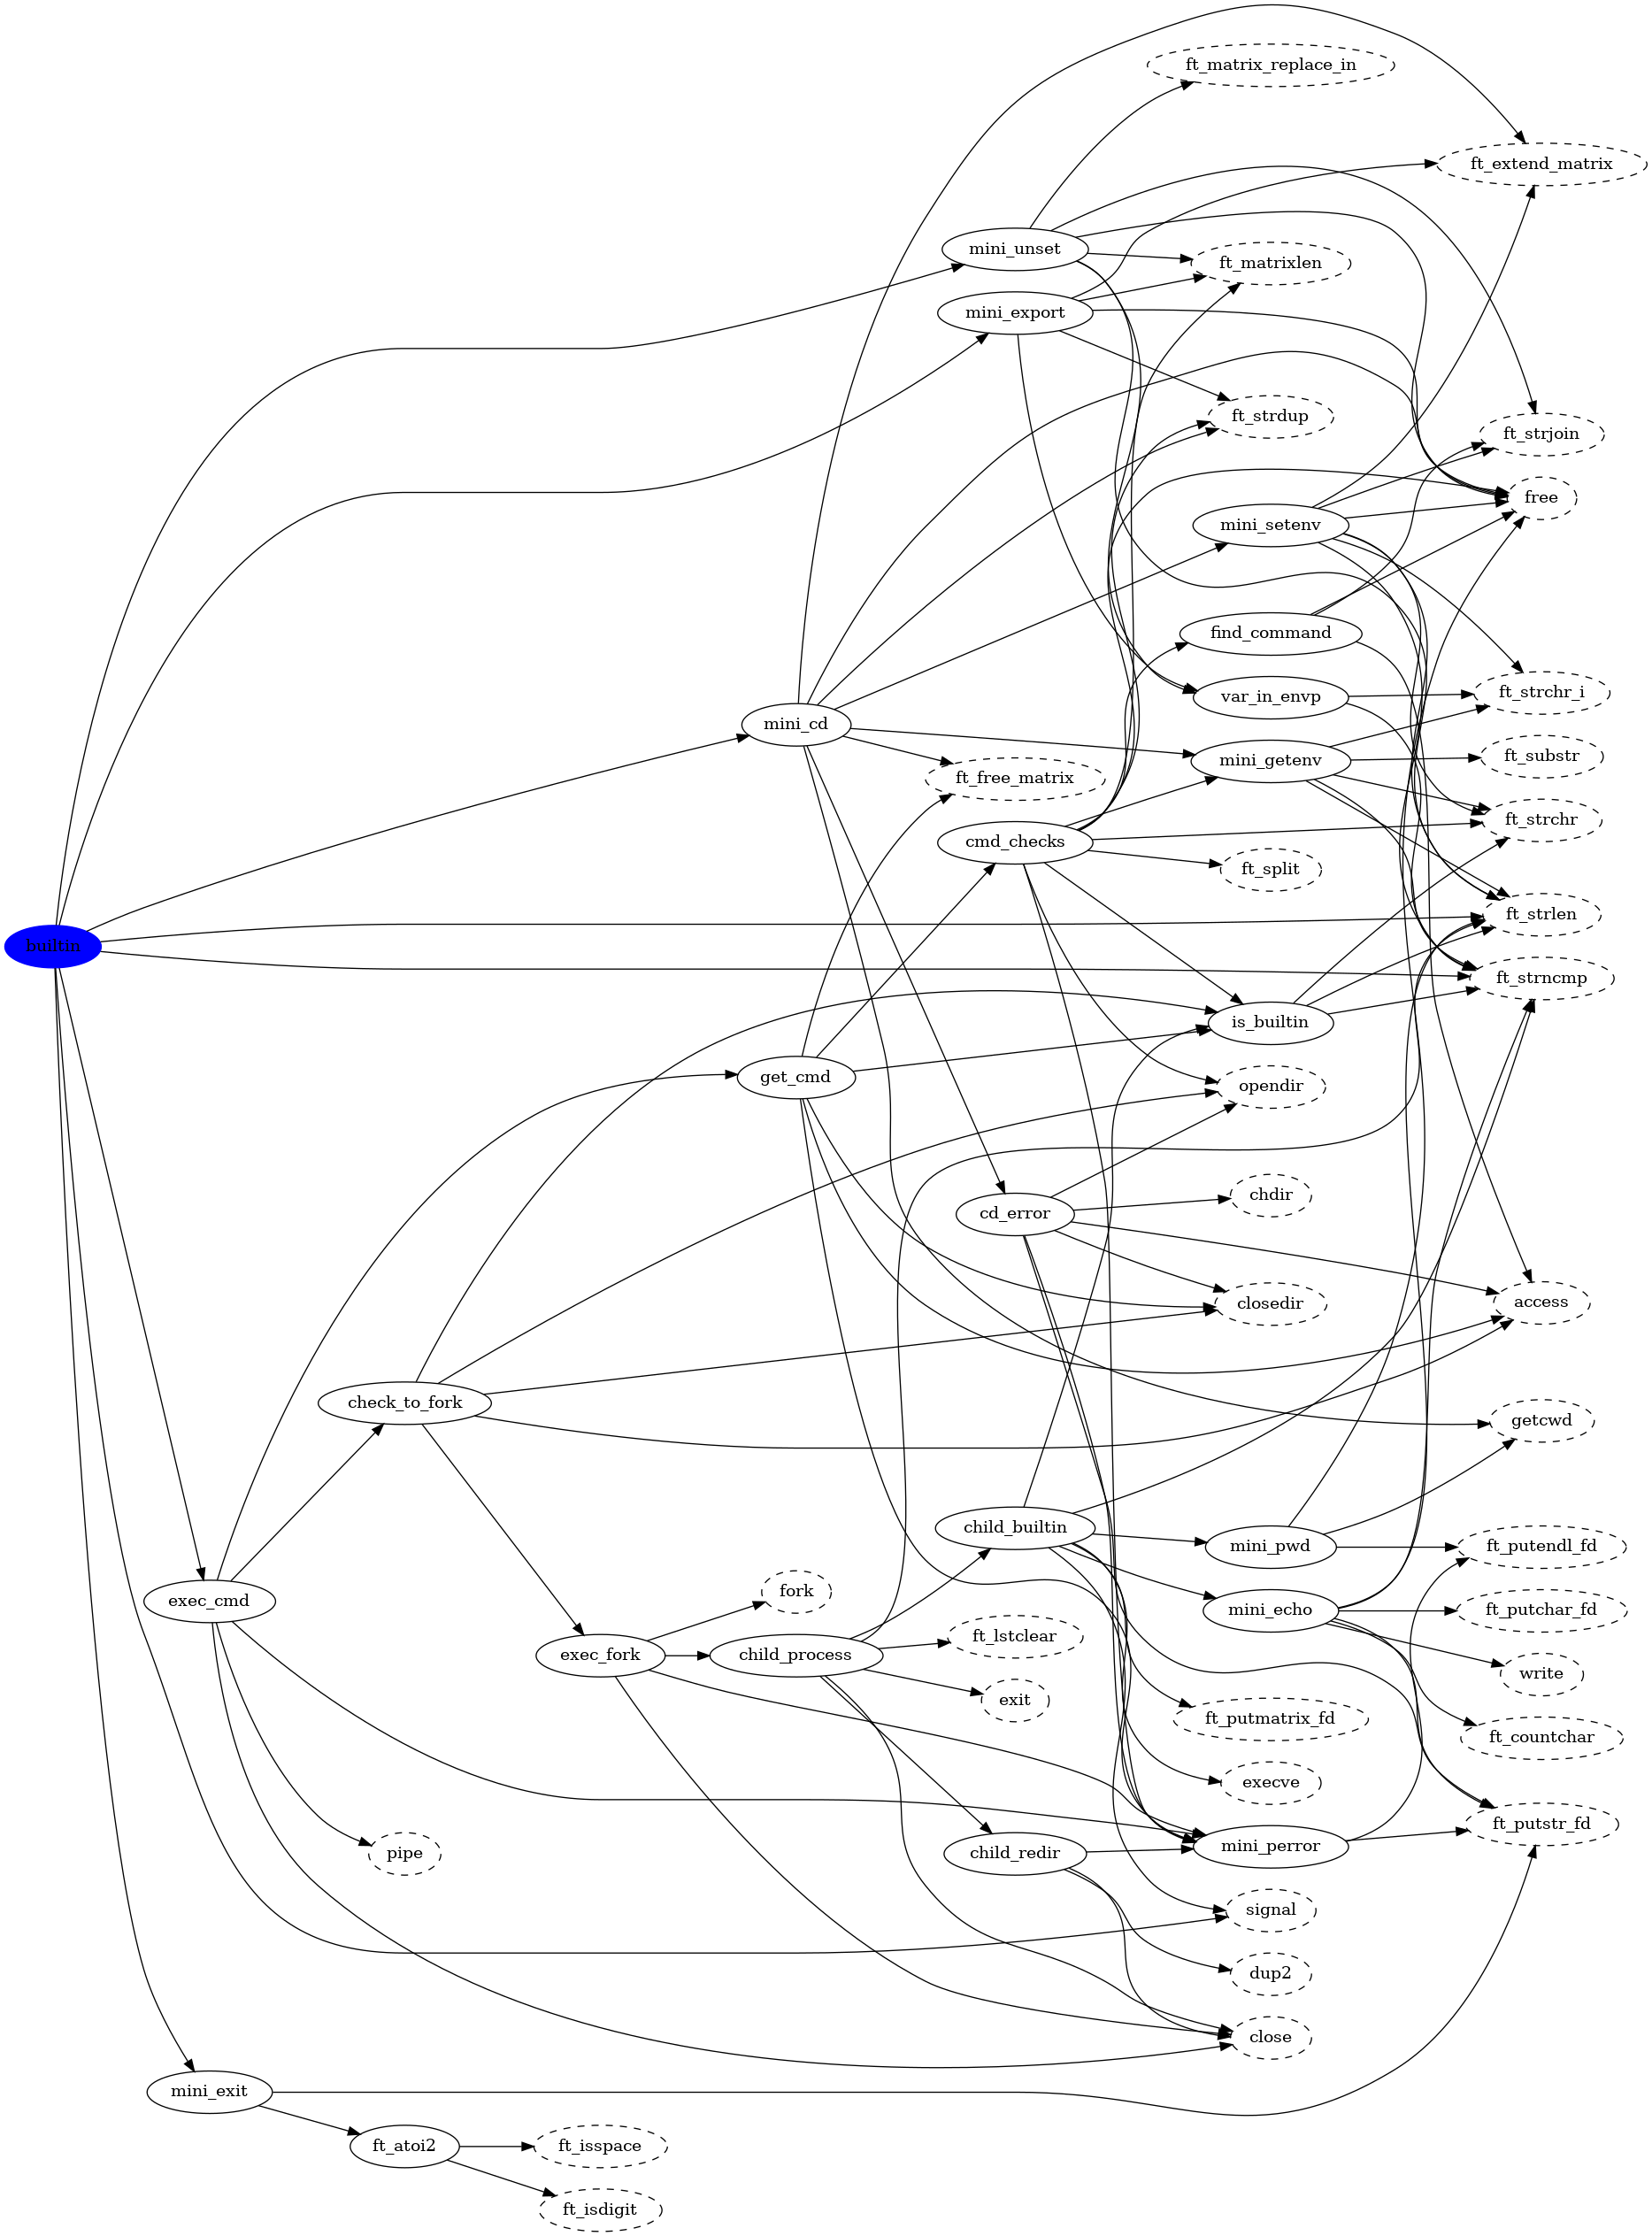 ft_matrix_replace_in
ft_extend_matrix
mini_unset
ft_matrixlen
mini_export
ft_strdup
ft_strjoin
free
mini_setenv
find_command
ft_strchr_i
var_in_envp
mini_cd
ft_substr
mini_getenv
ft_free_matrix
ft_strchr
cmd_checks
ft_split
ft_strlen
builtin
ft_strncmp
is_builtin
get_cmd
opendir
chdir
cd_error
access
closedir
check_to_fork
getcwd
child_builtin
mini_pwd
ft_putendl_fd
fork
exec_cmd
mini_echo
ft_putchar_fd
ft_lstclear
exec_fork
child_process
write
exit
ft_putmatrix_fd
ft_countchar
execve
ft_putstr_fd
mini_perror
pipe
child_redir
signal
dup2
close
mini_exit
ft_atoi2
ft_isspace
ft_isdigit